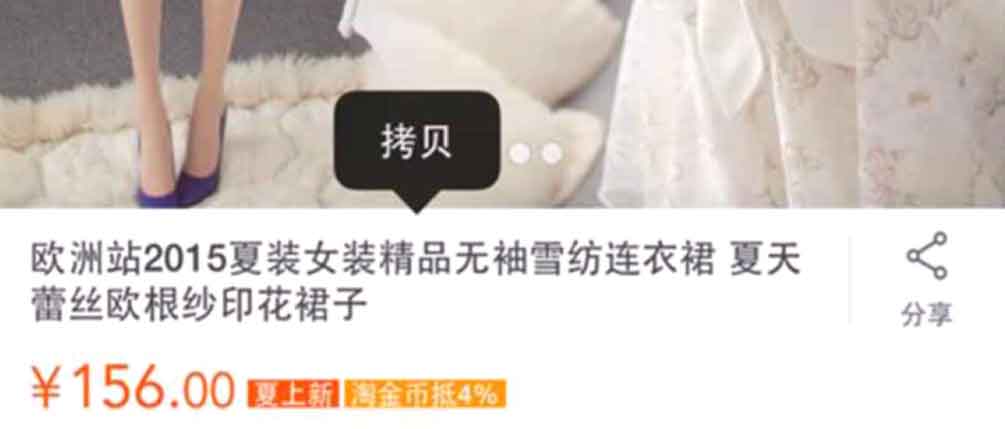 拷贝
欧洲站2015夏装女装精品无袖雪纺连衣裙 夏天
蕾丝欧根纱印花裙子
分享
¥156.00 夏上新 淘金币抵4%